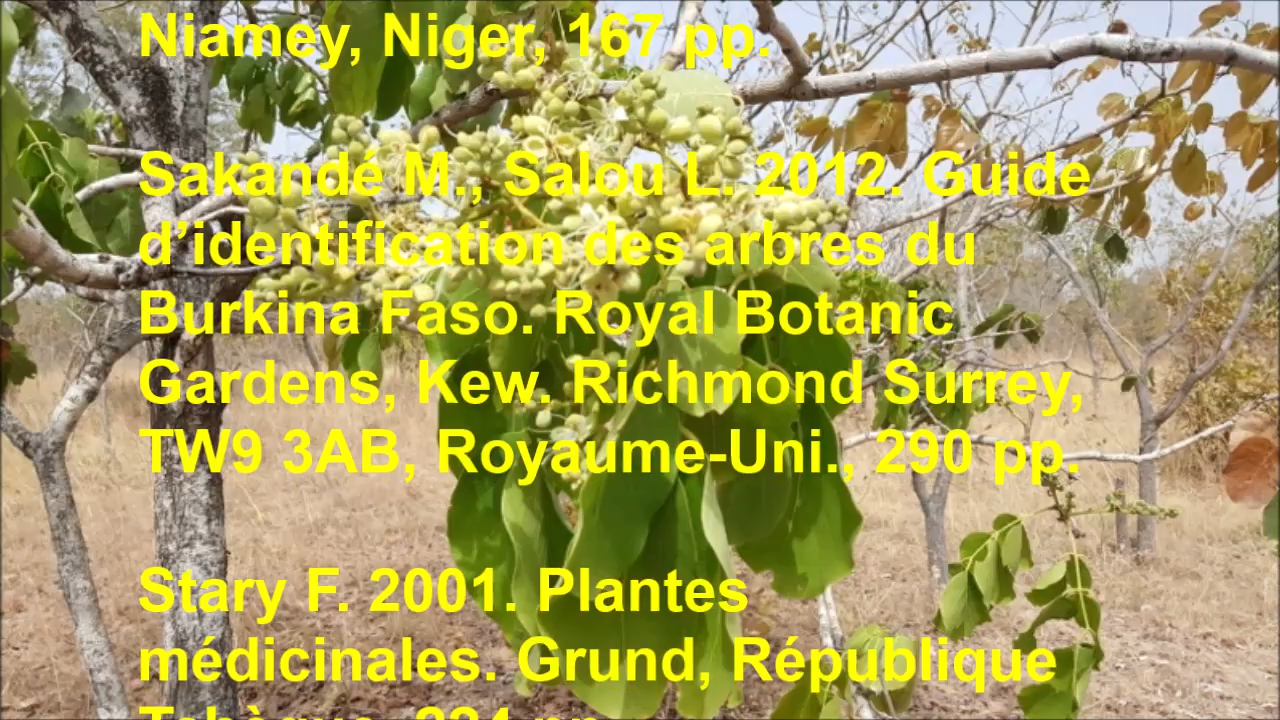 Niamey, Niger, 167 pp.
Sakandé M., Salou L. 2012. Guide
d’identification des arbres du
Burkina Faso. Royal Botanic
Gardens, Kew. Richmond Surrey,
TW9 3AB, Royaume-Uni., 290 pp.
Stary F. 2001. Plantes
médicinales. Grund, République